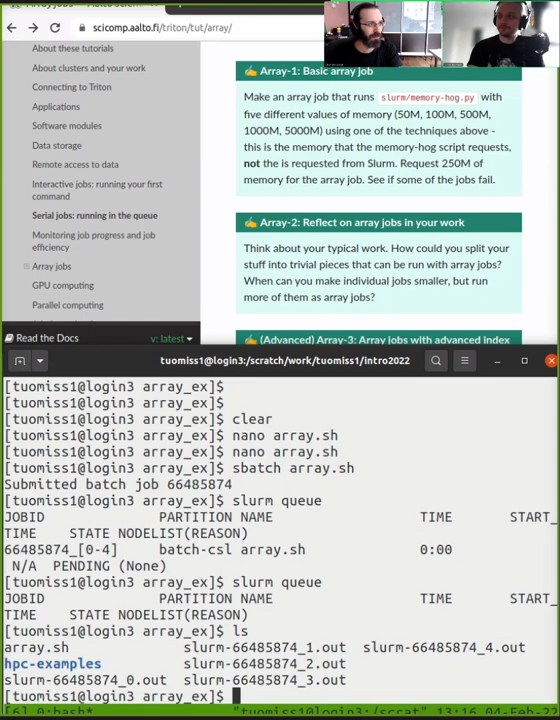 scicomp.aalto.fi/triton/tut/array/
About these tutorials
About clusters and your work
Connecting to Triton
Applications
Software modules
Data storage
Remote access to data
Interactive jobs: running your first
command
Serial jobs: running in the queue
Monitoring job progress and job
efficiency
Array jobs
GPU computing
Parallel computing
Read the Docs
v: latest
Array-1: Basic array job
Make an array job that runs slurm/memory-hog.py with
five different values of memory (50M, 100M, 500M,
1000M, 5000M) using one of the techniques above -
this is the memory that the memory-hog script requests,
not the is requested from Slurm. Request 250M of
memory for the array job. See if some of the jobs fail.
Array-2: Reflect on array jobs in your work
Think about your typical work. How could you split your
stuff into trivial pieces that can be run with array jobs?
When can you make individual jobs smaller, but run
more of them as array jobs?
(Advanced) Array-3: Array jobs with advanced index
tuomiss1@login3:/scratch/work/tuomiss1/intro2022
[tuomiss1@login3 array_ex]$
[tuomiss1@login3 array_ex]$
[tuomiss1@login3 array_ex]$ clear
[tuomiss1@login3 array_ex]$ nano array.sh
[tuomiss1@login3 array_ex]$ nano array.sh
[tuomiss1@login3 array_ex]$ sbatch array.sh
Submitted batch job 66485874
[tuomiss1@login3 array_ex]$ slurm queue
JOBID PARTITION NAME TIME START_
TIME STATE NODELIST(REASON)
66485874_[0-4] batch-csl array.sh 0:00
N/A PENDING (None)
[tuomiss1@login3 array_ex]$ slurm queue
JOBID PARTITION NAME TIME START_
TIME STATE NODELIST(REASON)
[tuomiss1@login3 array_ex]$ ls
array.sh slurm-66485874_1.out slurm-66485874_4.out
hpc-examples slurm-66485874_2.out
slurm-66485874_0.out slurm-66485874_3.out
[tuomiss1@login3 array_ex]$
[6] 0:bash* "tuomiss1@login3:/scrat" 13:16 04-Feb-22